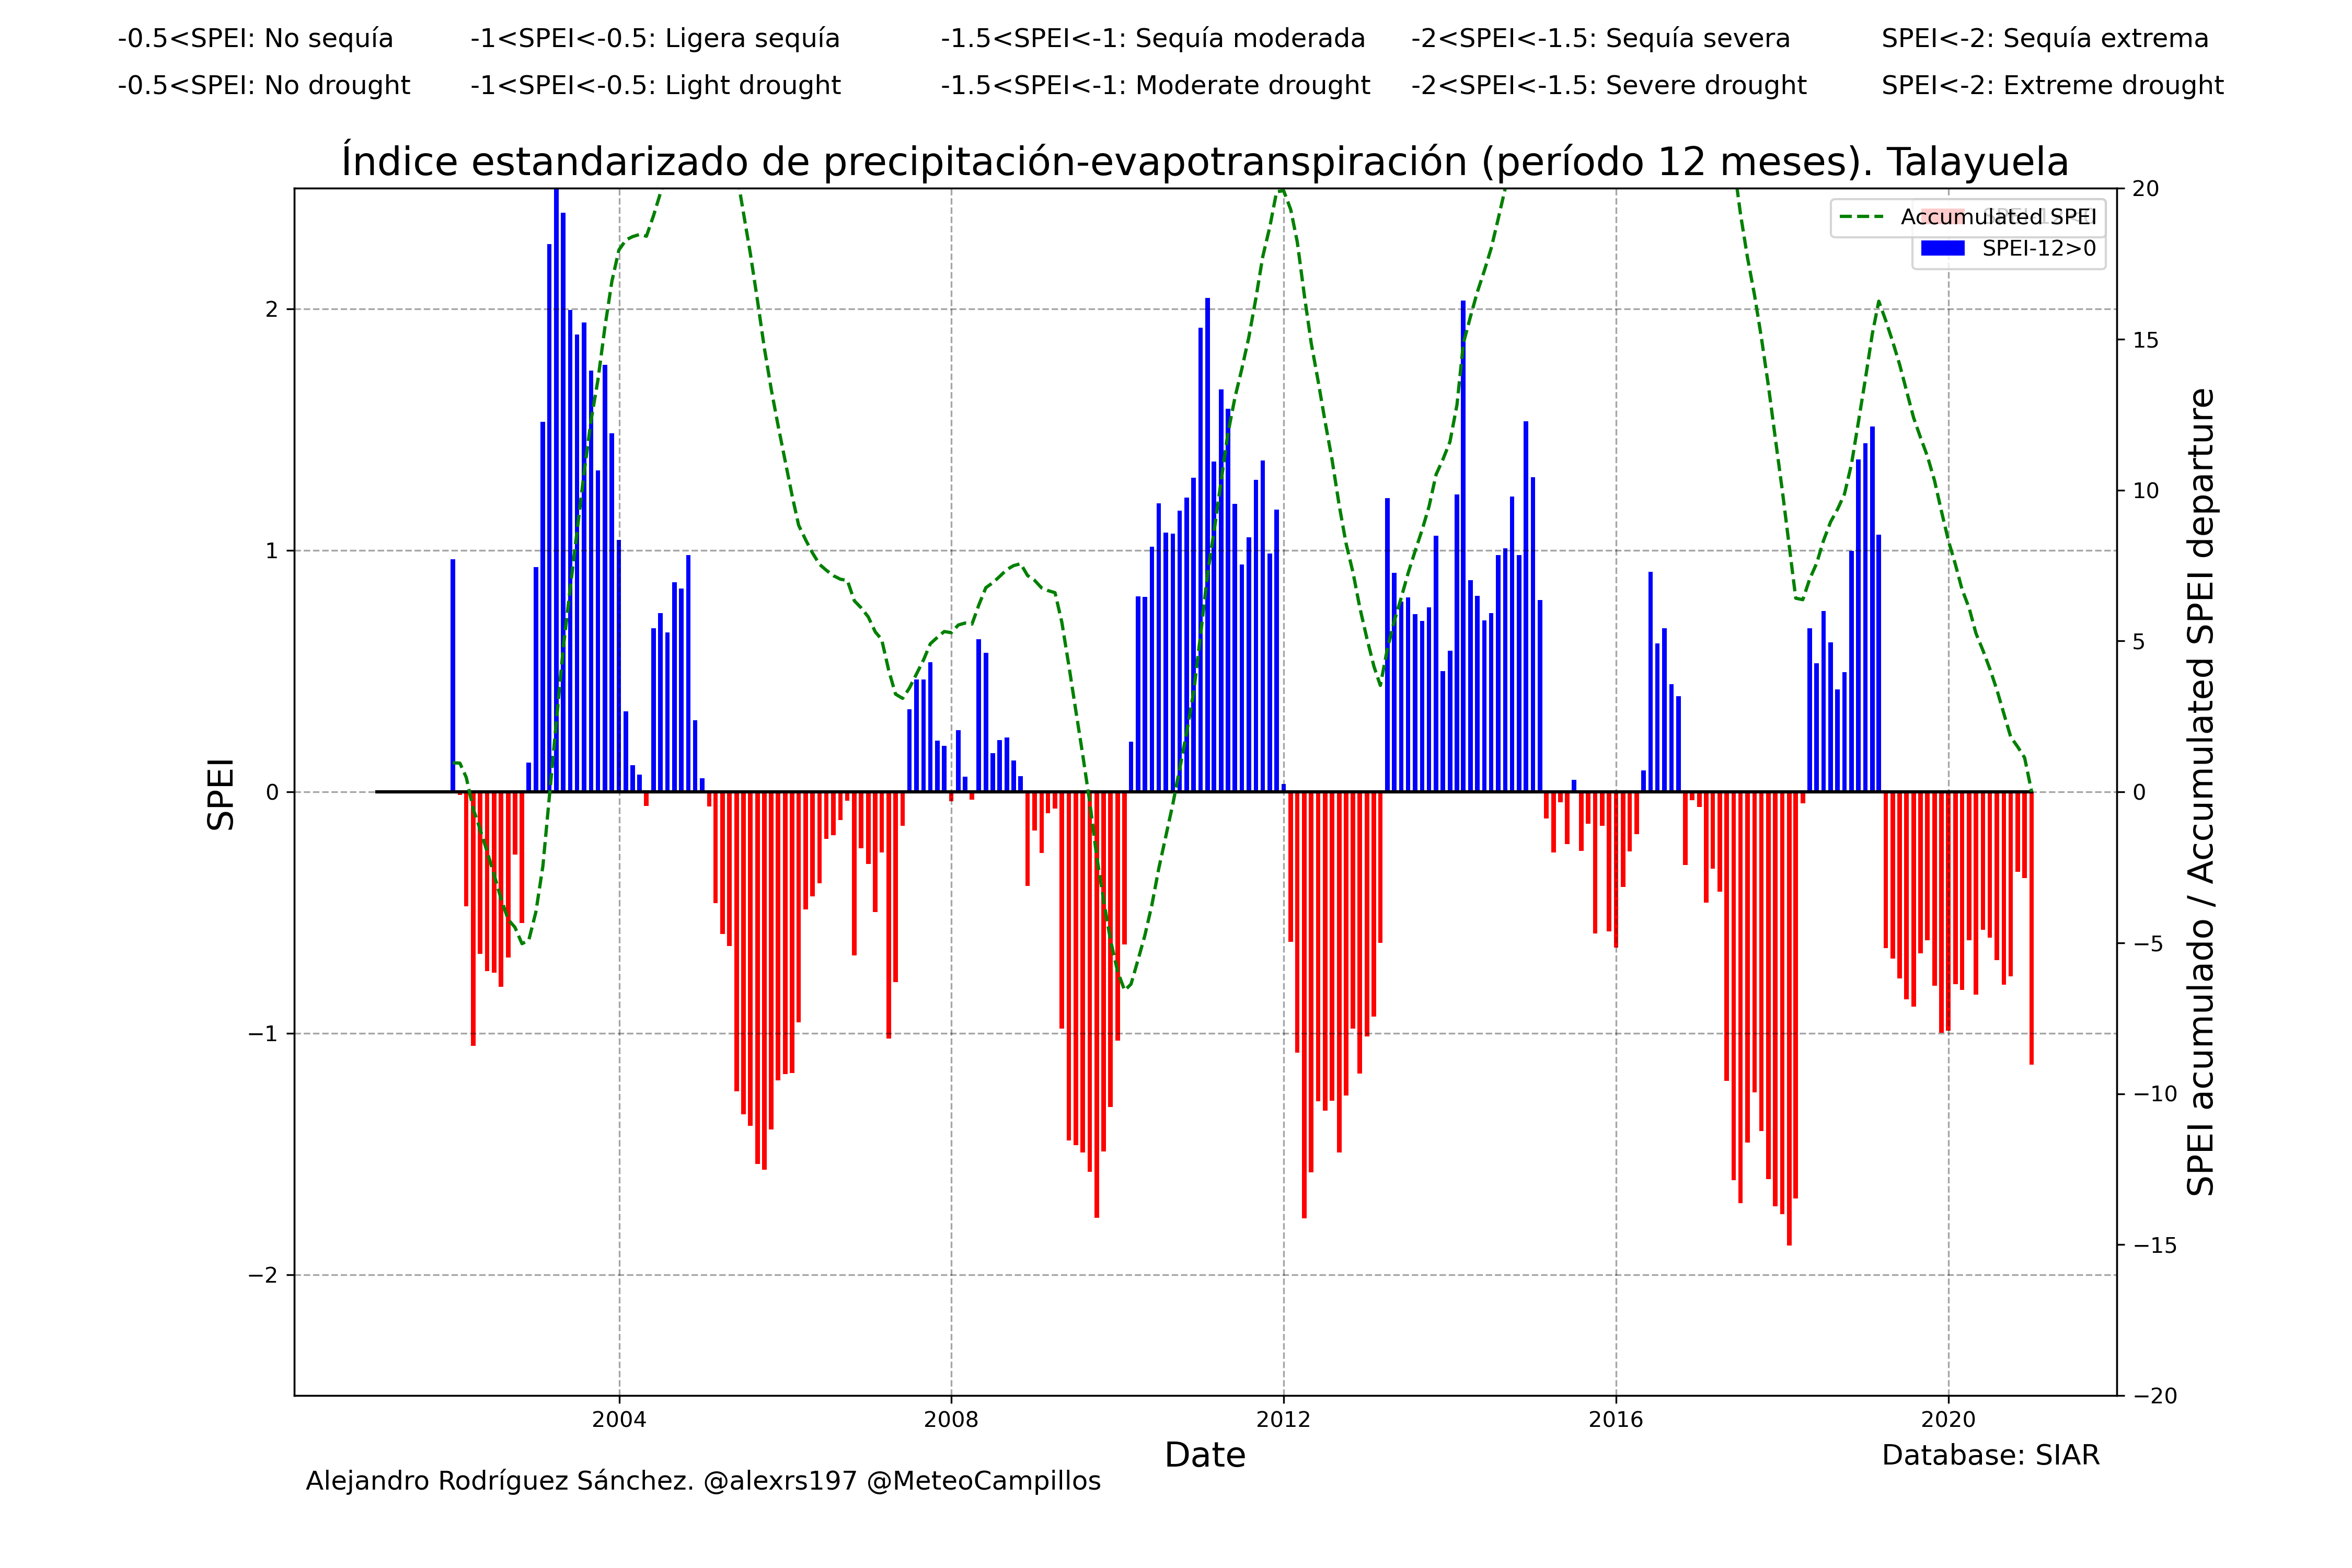 -0.5<SPEI: No sequía -1<SPEI<-0.5: Ligera sequía -1.5<SPEI<-1: Sequía moderada -2<SPEI<-1.5: Sequía severa SPEI<-2: Sequía extrema
-0.5<SPEI: No drought -1<SPEI<-0.5: Light drought -1.5<SPEI<-1: Moderate drought -2<SPEI<-1.5: Severe drought SPEI<-2: Extreme drought
Índice estandarizado de precipitación-evapotranspiración (período 12 meses). Talayuela
Accumulated SPEI
SPEI-12>0
SPEI
2
1
0
−1
−2
20
15
10
5
0
−5
−10
−15
−20
SPEI acumulado / Accumulated SPEI departure
2004 2008 2012 2016 2020
Date
Database: SIAR
Alejandro Rodríguez Sánchez. @alexrs197 @MeteoCampillos